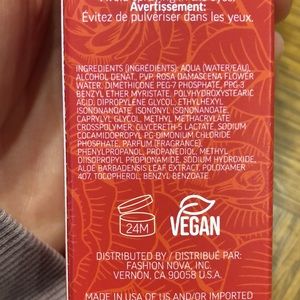 Avertissement:
Évitez de pulvériser dans les yeux.
INGREDIENTS (INGRÉDIENTS): AQUA (WATER/EAU),
ALCOHOL DENAT., PVP, ROSA DAMASCENA FLOWER
WATER, DIMETHICONE PEG-7 PHOSPHATE, PPG-3
BENZYL ETHER MYRISTATE, POLYHYDROXYSTEARIC
ACID, DIPROPYLENE GLYCOL, ETHYLHEXYL
ISONONANOATE, ISONONYL ISONONANOATE,
CAPRYLYL GLYCOL, METHYL METHACRYLATE
CROSSPOLYMER, GLYCERETH-5 LACTATE, SODIUM
COCAMIDOPROPYL PG-DIMONIUM CHLORIDE
PHOSPHATE, PARFUM (FRAGRANCE),
PHENYLPROPANOL, PROPANEDIOL, METHYL
DIISOPROPYL PROPIONAMIDE, SODIUM HYDROXIDE,
ALOE BARBADENSIS LEAF EXTRACT, POLOXAMER
407, TOCOPHEROL, BENZYL BENZOATE
24M
VEGAN
DISTRIBUTED BY / DISTRIBUÉ PAR:
FASHION NOVA, INC.
VERNON, CA 90058 U.S.A.
MADE IN USA OF US AND/OR IMPORTED